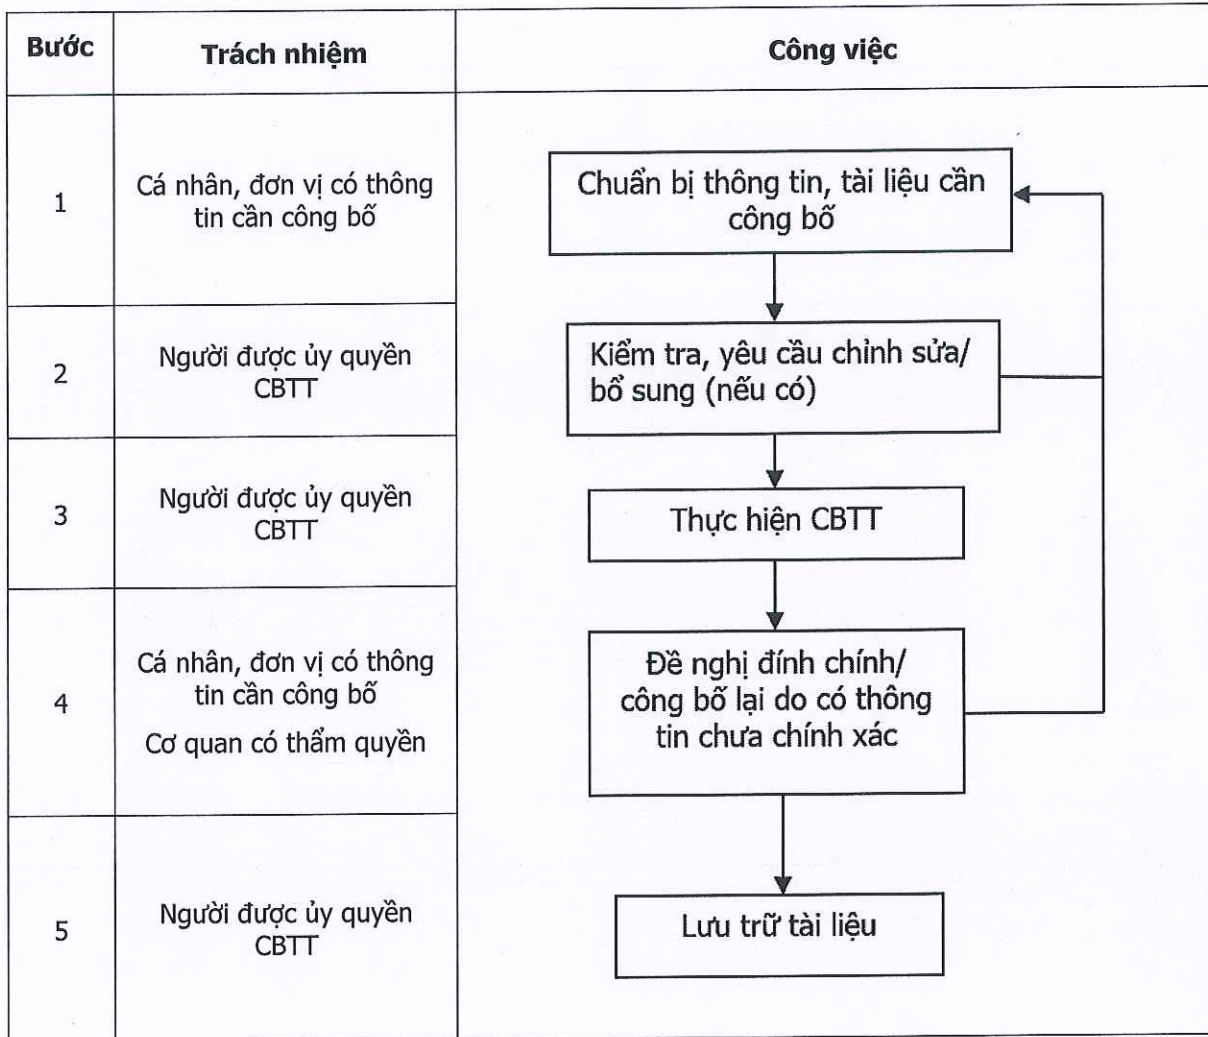 Bước
Trách nhiệm
Công việc
1
Cá nhân, đơn vị có thông
tin cần công bố
Chuẩn bị thông tin, tài liệu cần
công bố
2
Người được ủy quyền
CBTT
Kiểm tra, yêu cầu chỉnh sửa/
bổ sung (nếu có)
3
Người được ủy quyền
CBTT
Thực hiện CBTT
4
Cá nhân, đơn vị có thông
tin cần công bố
Cơ quan có thẩm quyền
Đề nghị đính chính/
công bố lại do có thông
tin chưa chính xác
5
Người được ủy quyền
CBTT
Lưu trữ tài liệu